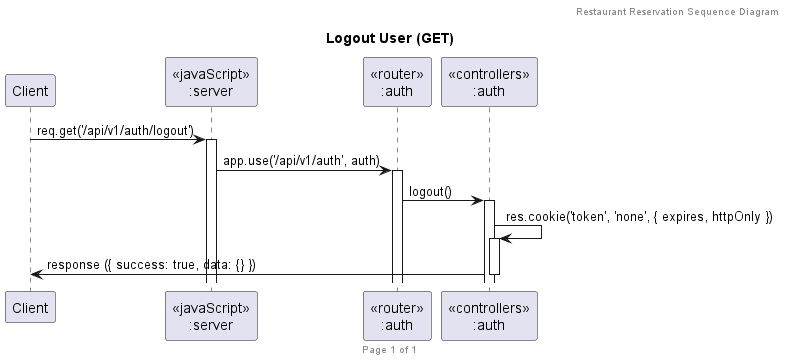 Restaurant Reservation Sequence Diagram
Logout User (GET)
Client
«javaScript»
:server
«router»
:auth
«controllers»
:auth
req.get('/api/v1/auth/logout')
app.use('/api/v1/auth', auth)
logout()
res.cookie('token', 'none', { expires, httpOnly })
response ({ success: true, data: {} })
Client
«javaScript»
:server
«router»
:auth
«controllers»
:auth
Page 1 of 1